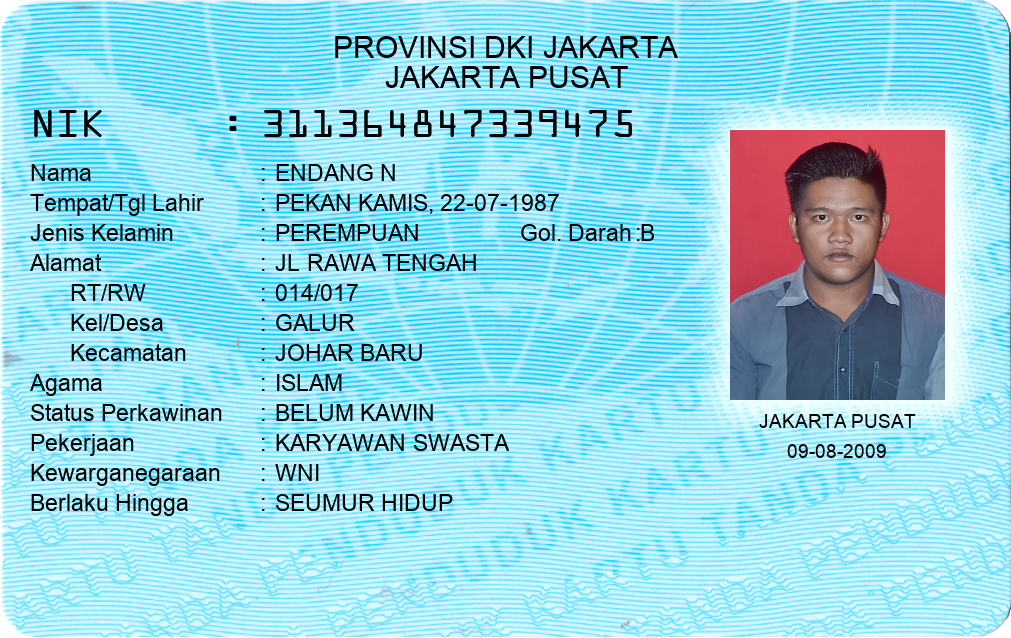 PROVINSI DKI JAKARTA
JAKARTA PUSAT
NIK : 3113648473394​75
Nama : ENDANG N
Tempat/Tgl Lahir : PEKAN KAMIS, 22-07-1987
Jenis Kelamin : PEREMPUAN Gol. Darah :B
Alamat : JL RAWA TENGAH
RT/RW : 014/017
Kel/Desa : GALUR
Kecamatan : JOHAR BARU
Agama : ISLAM
Status Perkawinan : BELUM KAWIN
Pekerjaan : KARYAWAN SWASTA
Kewarganegaraan : WNI
Berlaku Hingga : SEUMUR HIDUP
JAKARTA PUSAT
09-08-2009